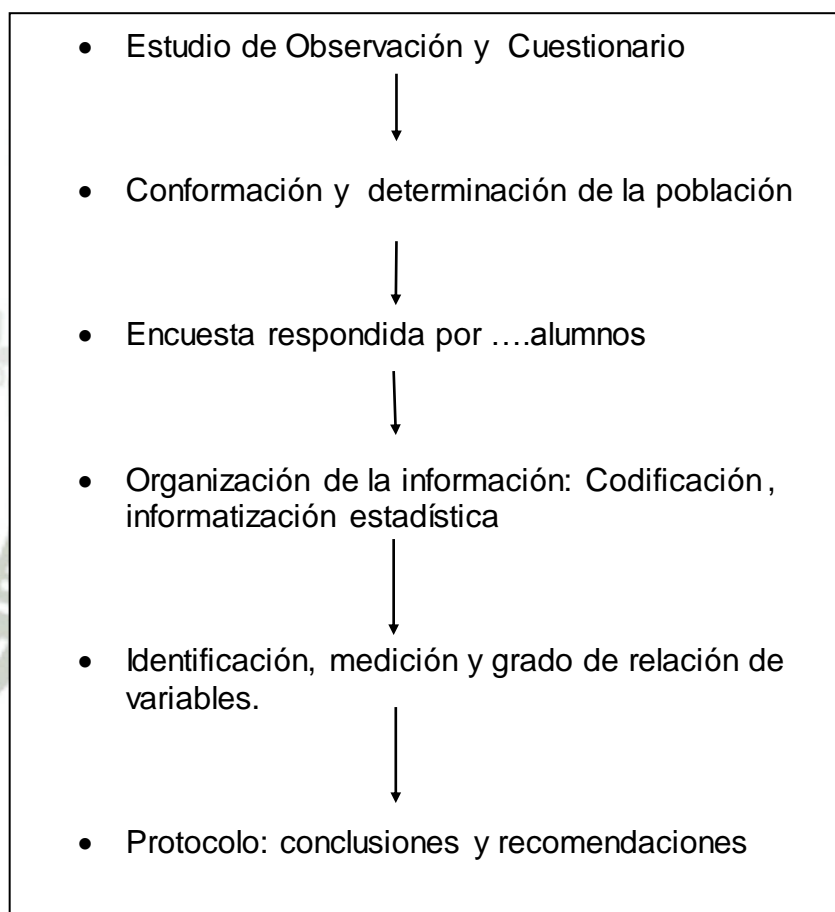 • Estudio de Observación y Cuestionario
• Conformación y determinación de la población
• Encuesta respondida por ….alumnos
• Organización de la información: Codificación,
informatización estadística
• Identificación, medición y grado de relación de
variables.
• Protocolo: conclusiones y recomendaciones